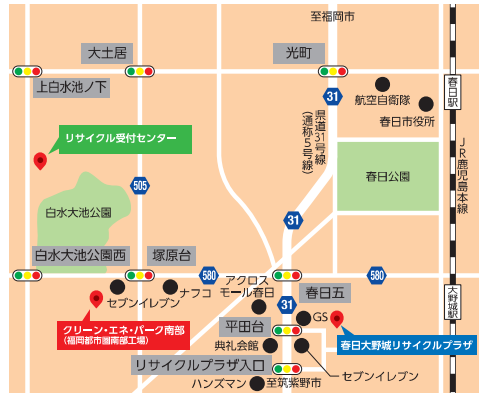 至福岡市
大土居
光町
上白水池ノ下
31
航空自衛隊
春日市役所
春日駅
県道31号線
(通称5号線)
JR鹿児島本線
リサイクル受付センター
505
春日公園
白水大池公園
31
白水大池公園西
塚原台
580
アクロス
モール春日
580
春日五
大野城駅
セブンイレブン
ナフコ
31
GS
クリーン・エネ・パーク南部
(福岡都市圏南部工場)
平田台
春日大野城リサイクルプラザ
典礼会館
リサイクルプラザ入口
セブンイレブン
ハンズマン
至筑紫野市